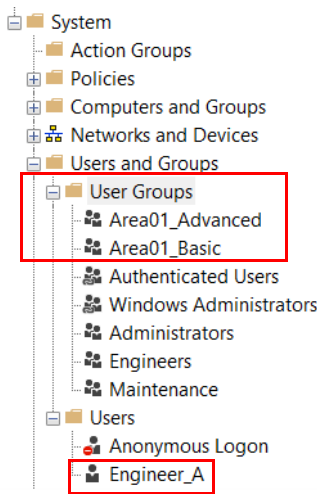 System
Action Groups
Policies
Computers and Groups
Networks and Devices
Users and Groups
User Groups
Area01_Advanced
Area01_Basic
Authenticated Users
Windows Administrators
Administrators
Engineers
Maintenance
Users
Anonymous Logon
Engineer_A